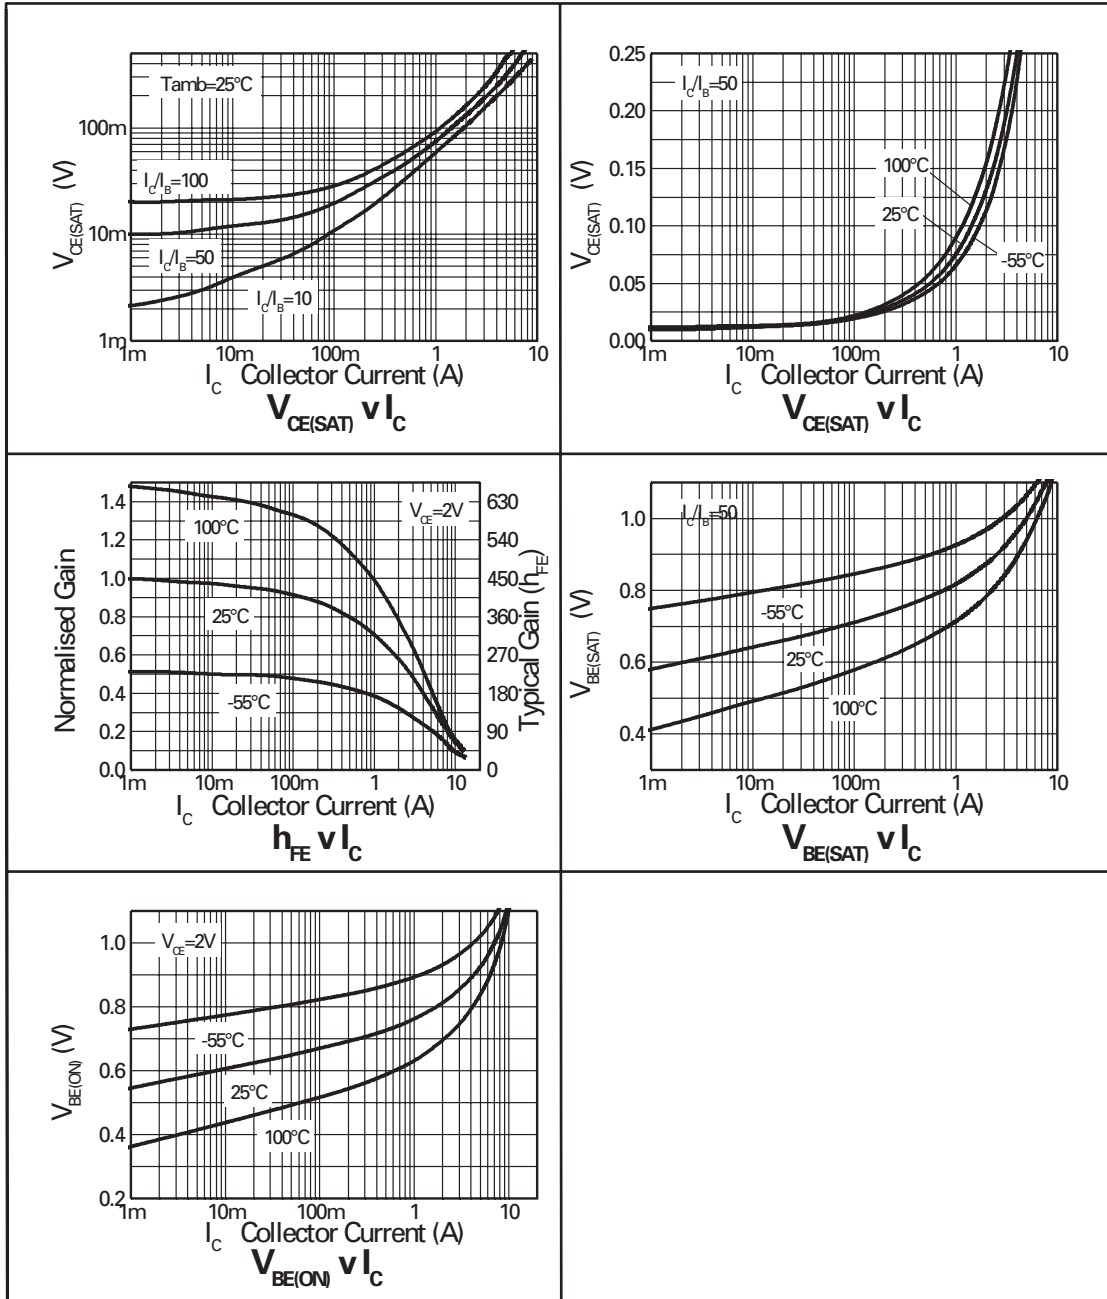 Tamb=25°C
100m
10m
1m
V_CE(SAT) (V)
I_C/I_B=100
I_C/I_B=50
I_C/I_B=10
1m 10m 100m 1 10
I_C Collector Current (A)
V_CE(SAT) v I_C
I_C/I_B=50
0.25
0.20
0.15
0.10
0.05
0.00
V_CE(SAT) (V)
100°C
25°C
-55°C
1m 10m 100m 1 10
I_C Collector Current (A)
V_CE(SAT) v I_C
V_CE=2V
1.4
1.2
1.0
0.8
0.6
0.4
0.2
0.0
Normalised Gain
100°C
25°C
-55°C
630
540
450
360
270
180
90
0
Typical Gain (h_FE)
1m 10m 100m 1 10
I_C Collector Current (A)
h_FE v I_C
I_C/I_B=50
1.0
0.8
0.6
0.4
V_BE(SAT) (V)
-55°C
25°C
100°C
1m 10m 100m 1 10
I_C Collector Current (A)
V_BE(SAT) v I_C
V_CE=2V
1.0
0.8
0.6
0.4
0.2
V_BE(ON) (V)
-55°C
25°C
100°C
1m 10m 100m 1 10
I_C Collector Current (A)
V_BE(ON) v I_C